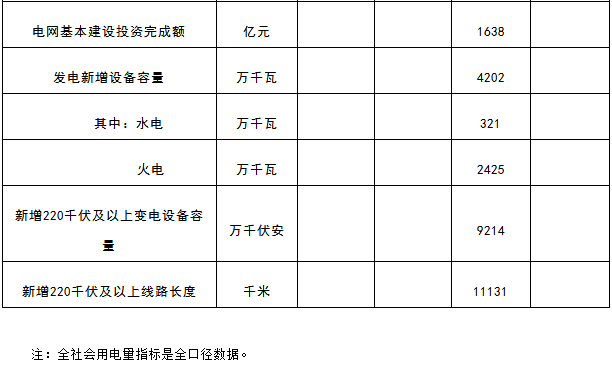 电网基本建设投资完成额 亿元 1638
发电新增设备容量 万千瓦 4202
其中：水电 万千瓦 321
火电 万千瓦 2425
新增220千伏及以上变电设备容
量 万千伏安 9214
新增220千伏及以上线路长度 千米 11131
注：全社会用电量指标是全口径数据。